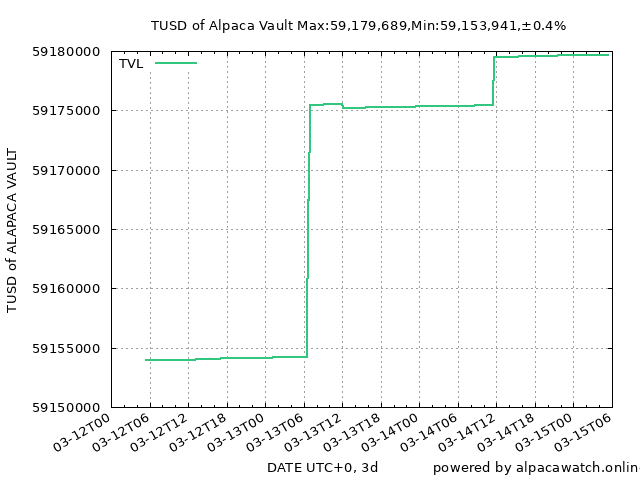 TUSD of Alpaca Vault Max:59,179,689,Min:59,153,941,±0.4%
TVL
59180000
59175000
59170000
59165000
59160000
59155000
59150000
TUSD of ALAPACA VAULT
03-12T00
03-12T06
03-12T12
03-12T18
03-13T00
03-13T06
03-13T12
03-13T18
03-14T00
03-14T06
03-14T12
03-14T18
03-15T00
03-15T06
DATE UTC+0, 3d
powered by alpacawatch.onlin